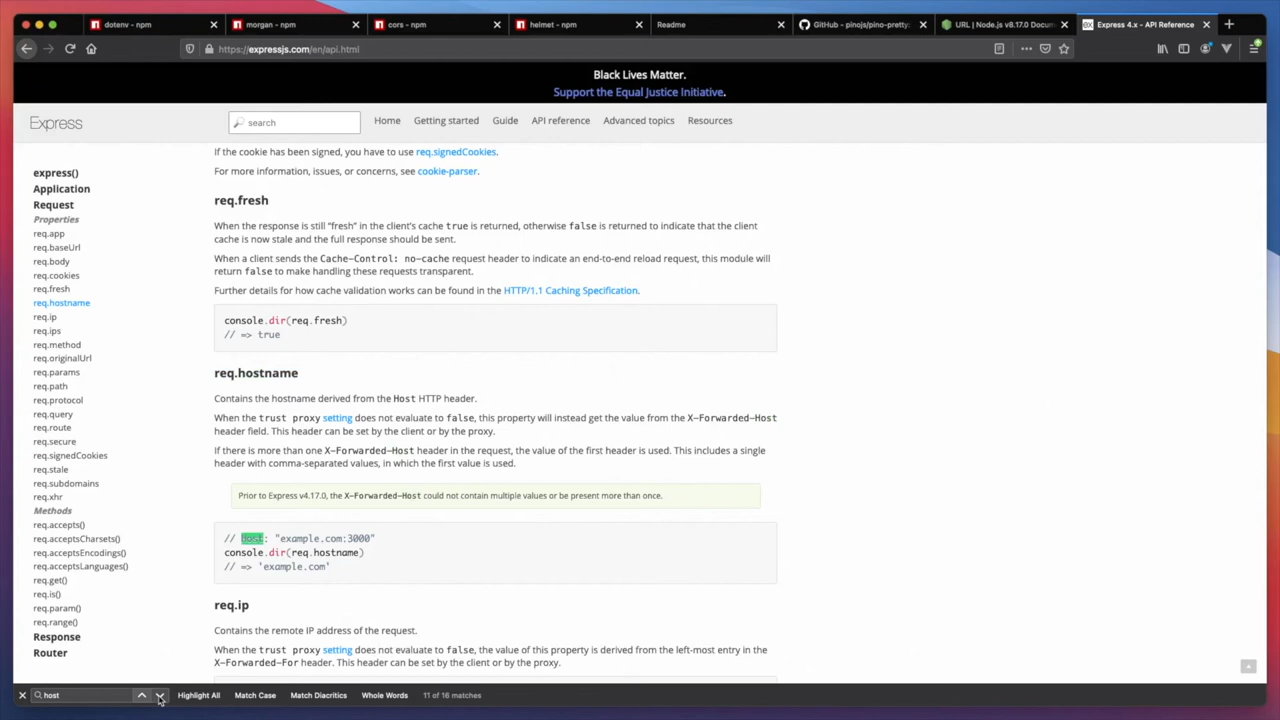 dotenv - npm
morgan - npm
cors - npm
helmet - npm
Readme
GitHub - pinojs/pino-pretty:
URL | Node.js v8.17.0 Docum
Express 4.x - API Reference
https://expressjs.com/en/api.html
Black Lives Matter.
Support the Equal Justice Initiative.
Express
search
Home
Getting started
Guide
API reference
Advanced topics
Resources
express()
Application
Request
Properties
req.app
req.baseUrl
req.body
req.cookies
req.fresh
req.hostname
req.ip
req.ips
req.method
req.originalUrl
req.params
req.path
req.protocol
req.query
req.route
req.secure
req.signedCookies
req.stale
req.subdomains
req.xhr
Methods
req.accepts()
req.acceptsCharsets()
req.acceptsEncodings()
req.acceptsLanguages()
req.get()
req.is()
req.param()
req.range()
Response
Router
If the cookie has been signed, you have to use req.signedCookies.
For more information, issues, or concerns, see cookie-parser.
req.fresh
When the response is still “fresh” in the client’s cache true is returned, otherwise false is returned to indicate that the client
cache is now stale and the full response should be sent.
When a client sends the Cache-Control: no-cache request header to indicate an end-to-end reload request, this module will
return false to make handling these requests transparent.
Further details for how cache validation works can be found in the HTTP/1.1 Caching Specification.
console.dir(req.fresh)
// => true
req.hostname
Contains the hostname derived from the Host HTTP header.
When the trust proxy setting does not evaluate to false, this property will instead get the value from the X-Forwarded-Host
header field. This header can be set by the client or by the proxy.
If there is more than one X-Forwarded-Host header in the request, the value of the first header is used. This includes a single
header with comma-separated values, in which the first value is used.
Prior to Express v4.17.0, the X-Forwarded-Host could not contain multiple values or be present more than once.
// Host: "example.com:3000"
console.dir(req.hostname)
// => 'example.com'
req.ip
Contains the remote IP address of the request.
When the trust proxy setting does not evaluate to false, the value of this property is derived from the left-most entry in the
X-Forwarded-For header. This header can be set by the client or by the proxy.
host
Highlight All
Match Case
Match Diacritics
Whole Words
11 of 16 matches